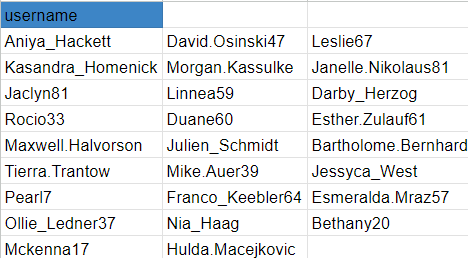 username
Aniya_Hackett David.Osinski47 Leslie67
Kasandra_Homenick Morgan.Kassulke Janelle.Nikolaus81
Jaclyn81 Linnea59 Darby_Herzog
Rocio33 Duane60 Esther.Zulauf61
Maxwell.Halvorson Julien_Schmidt Bartholome.Bernhard
Tierra.Trantow Mike.Auer39 Jessyca_West
Pearl7 Franco_Keebler64 Esmeralda.Mraz57
Ollie_Ledner37 Nia_Haag Bethany20
Mckenna17 Hulda.Macejkovic